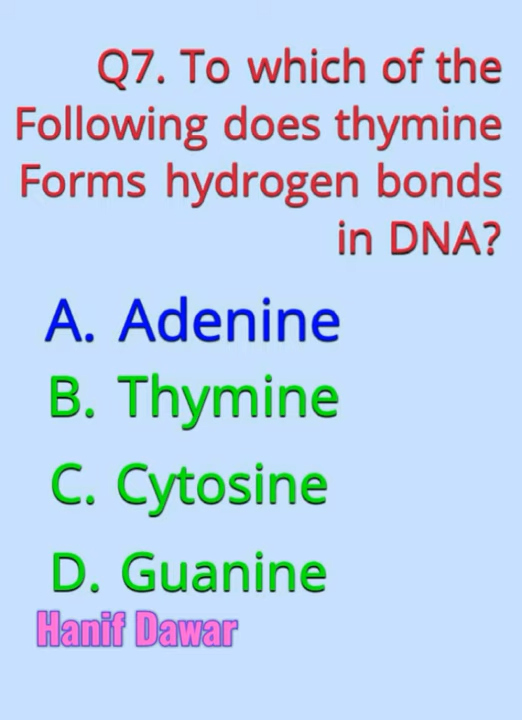 Q7. To which of the
Following does thymine
Forms hydrogen bonds
in DNA?
A. Adenine
B. Thymine
C. Cytosine
D. Guanine
Hanif Dawar